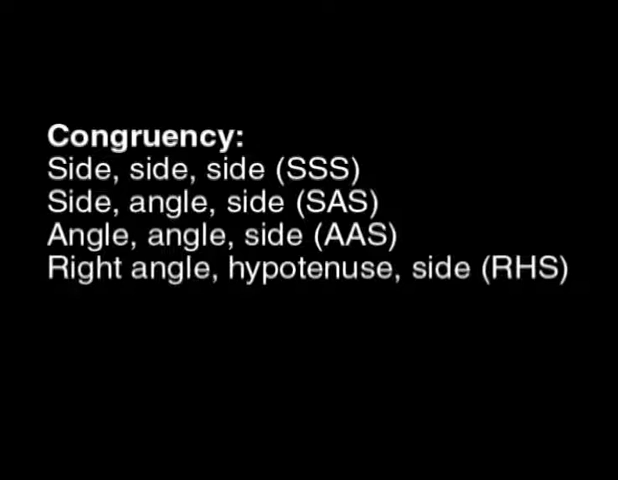 Congruency:
Side, side, side (SSS)
Side, angle, side (SAS)
Angle, angle, side (AAS)
Right angle, hypotenuse, side (RHS)